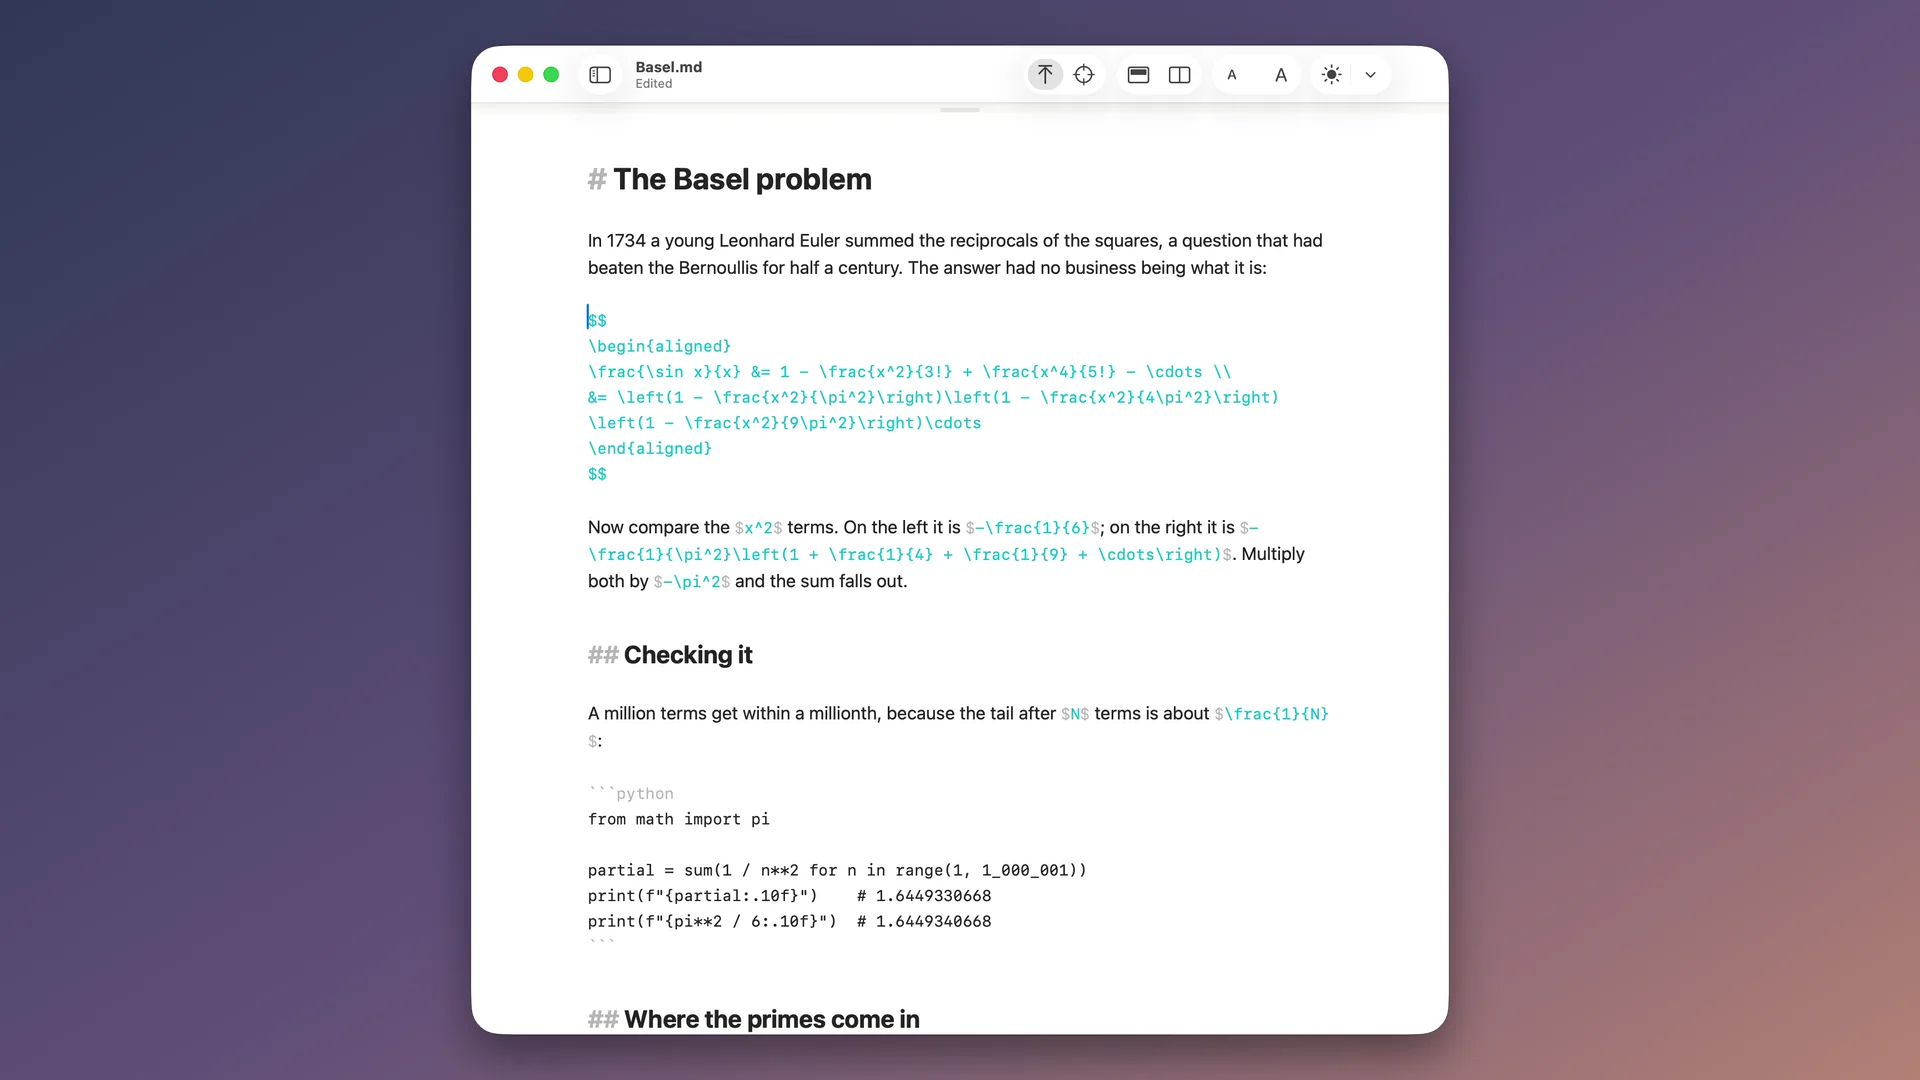 Basel.md
Edited
A A
# The Basel problem
In 1734 a young Leonhard Euler summed the reciprocals of the squares, a question that had
beaten the Bernoullis for half a century. The answer had no business being what it is:
$$
\begin{aligned}
\frac{\sin x}{x} &= 1 - \frac{x^2}{3!} + \frac{x^4}{5!} - \cdots \\
&= \left(1 - \frac{x^2}{\pi^2}\right)\left(1 - \frac{x^2}{4\pi^2}\right)
\left(1 - \frac{x^2}{9\pi^2}\right)\cdots
\end{aligned}
$$
Now compare the $x^2$ terms. On the left it is $-\frac{1}{6}$; on the right it is $-
\frac{1}{\pi^2}\left(1 + \frac{1}{4} + \frac{1}{9} + \cdots\right)$. Multiply
both by $-\pi^2$ and the sum falls out.
## Checking it
A million terms get within a millionth, because the tail after $N$ terms is about $\frac{1}{N}
$:
```python
from math import pi
partial = sum(1 / n**2 for n in range(1, 1_000_001))
print(f"{partial:.10f}")    # 1.6449330668
print(f"{pi**2 / 6:.10f}")  # 1.6449340668
```
## Where the primes come in